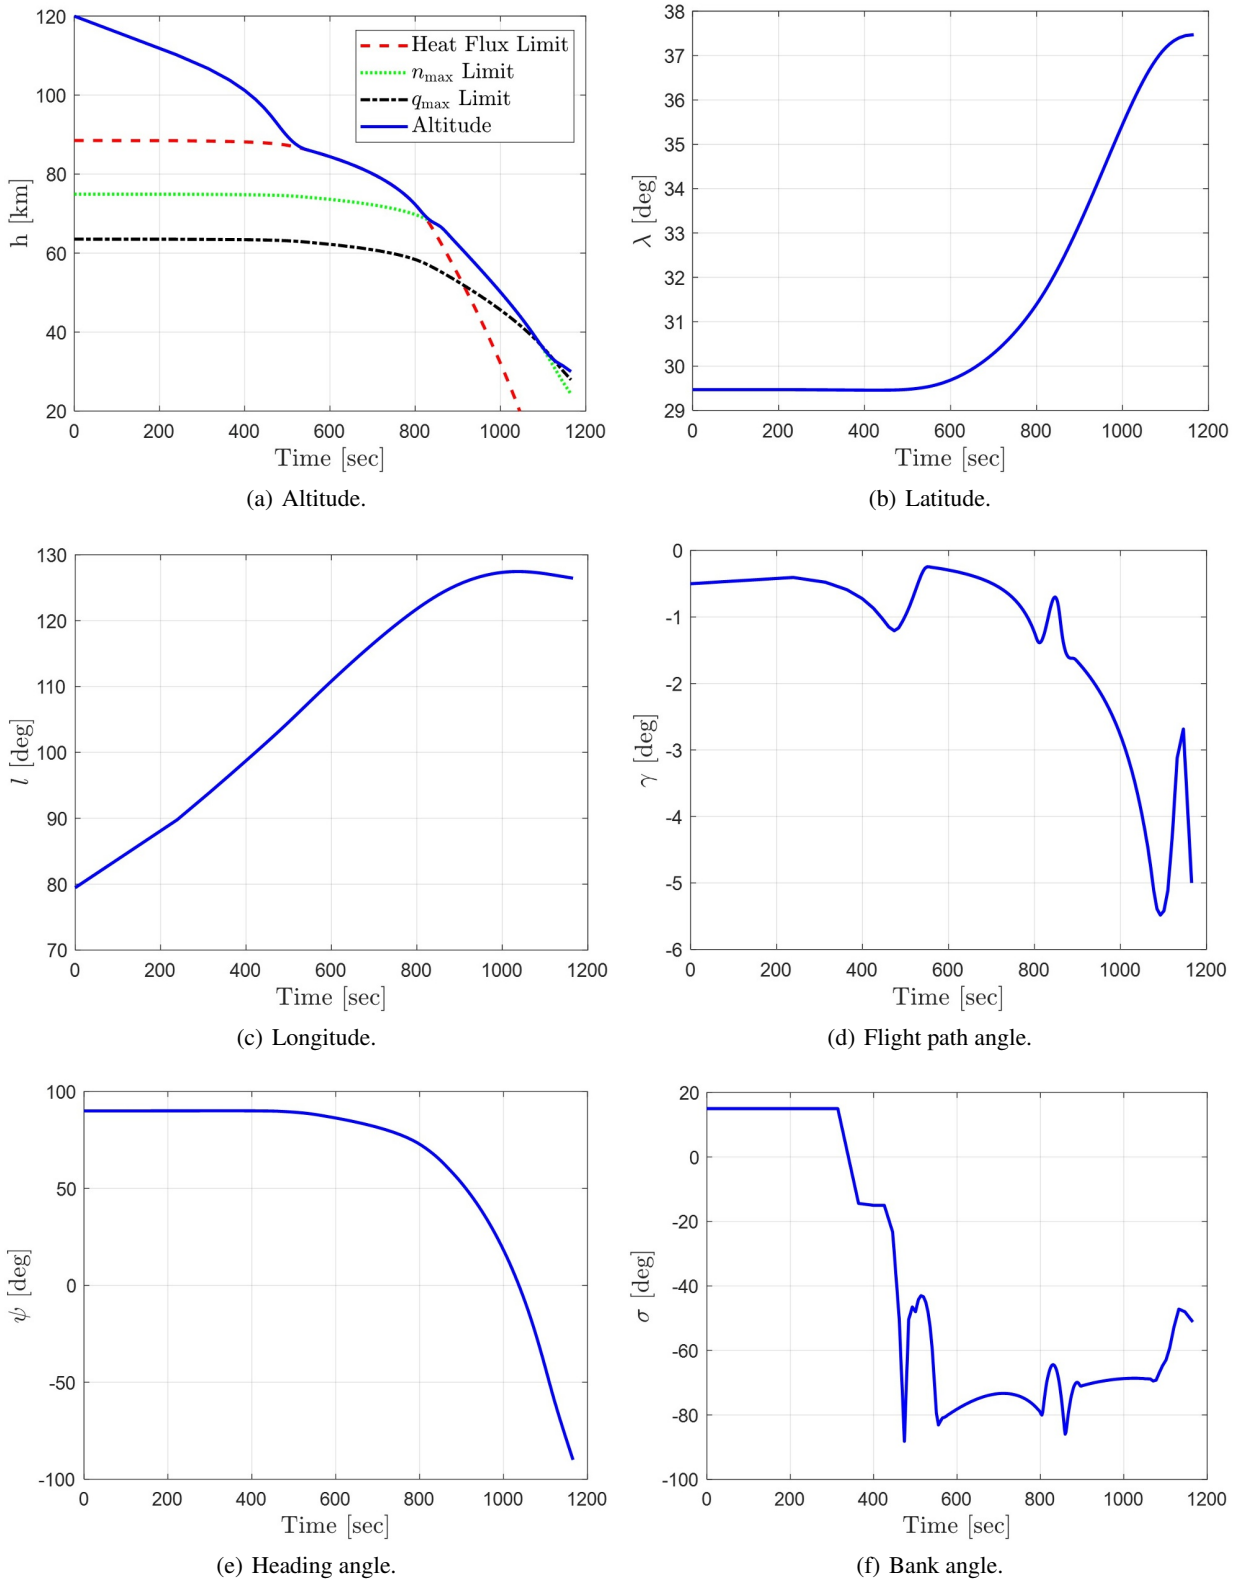 120
100
80
60
40
20
h [km]
Heat Flux Limit
n_max Limit
q_max Limit
Altitude
0 200 400 600 800 1000 1200
Time [sec]
(a) Altitude.
38
37
36
35
34
33
32
31
30
29
λ [deg]
0 200 400 600 800 1000 1200
Time [sec]
(b) Latitude.
130
120
110
100
90
80
70
l [deg]
0 200 400 600 800 1000 1200
Time [sec]
(c) Longitude.
0
-1
-2
-3
-4
-5
-6
γ [deg]
0 200 400 600 800 1000 1200
Time [sec]
(d) Flight path angle.
100
50
0
-50
-100
ψ [deg]
0 200 400 600 800 1000 1200
Time [sec]
(e) Heading angle.
20
0
-20
-40
-60
-80
-100
σ [deg]
0 200 400 600 800 1000 1200
Time [sec]
(f) Bank angle.